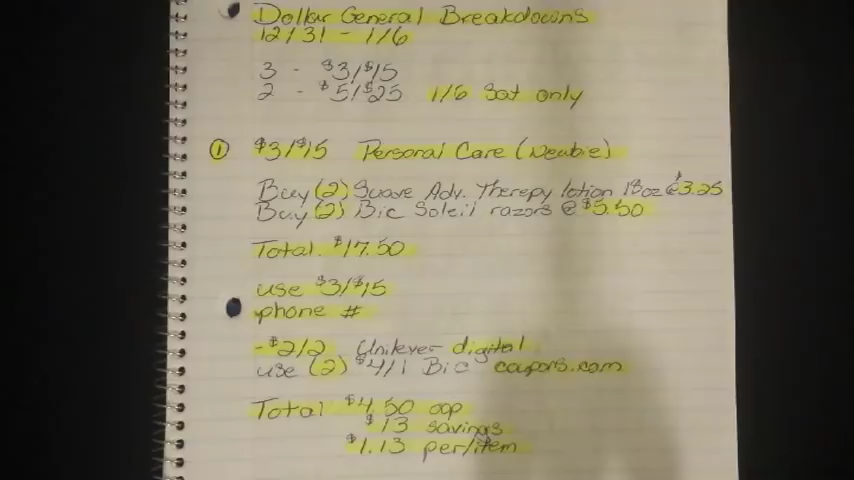 Dollar General Breakdowns
12/31 - 1/6
3 - $3/$15
2 - $5/$25 1/6 Sat only
① $3/$15 Personal Care (Newbie)
Buy (2) Suave Adv. Therepy lotion 18oz @ $3.25
Buy (2) Bic Soleil razors @ $5.50
Total $17.50
use $3/$15
phone #
-$2/2 Unilever digital
use (2) $4/1 Bic coupons.com
Total $4.50 oop
$13 savings
$1.13 per/item